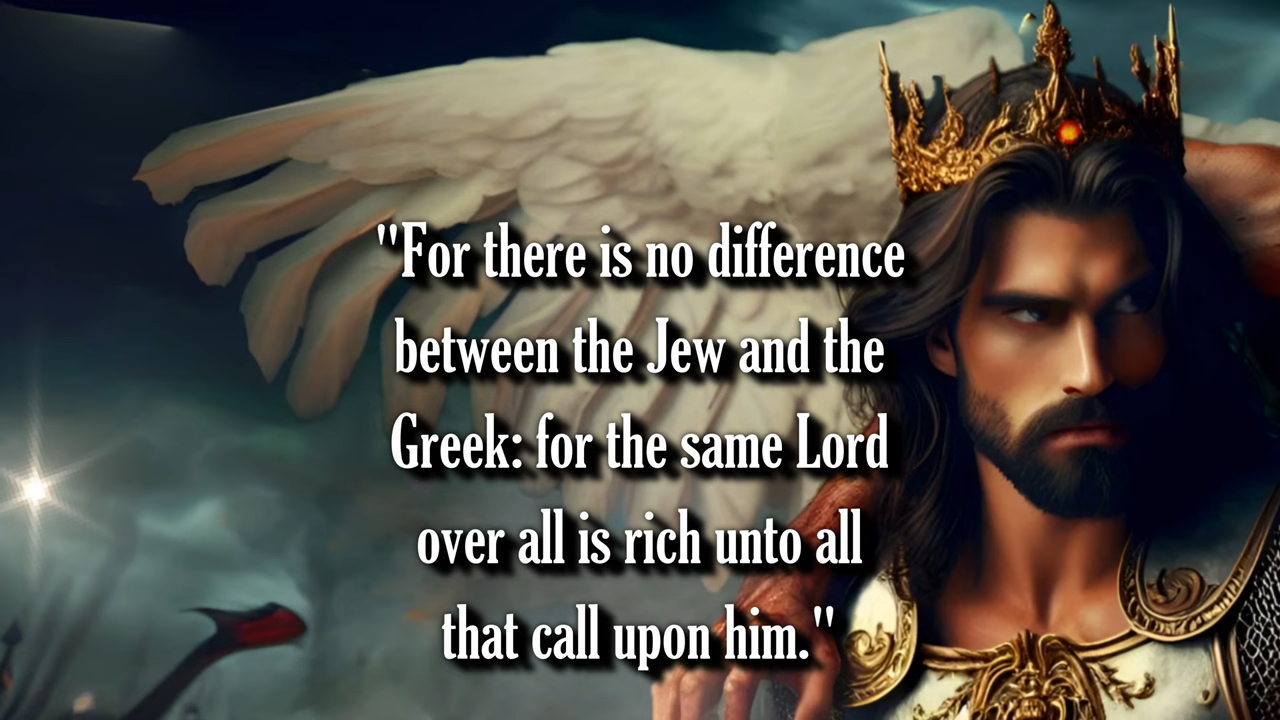 "For there is no difference
between the Jew and the
Greek: for the same Lord
over all is rich unto all
that call upon him."